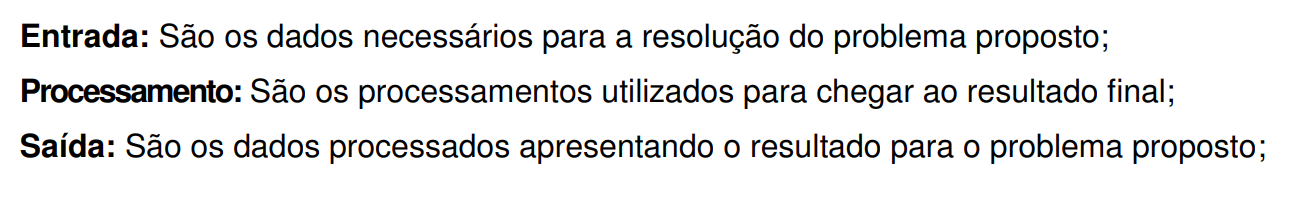 Entrada: São os dados necessários para a resolução do problema proposto;
Processamento: São os processamentos utilizados para chegar ao resultado final;
Saída: São os dados processados apresentando o resultado para o problema proposto;